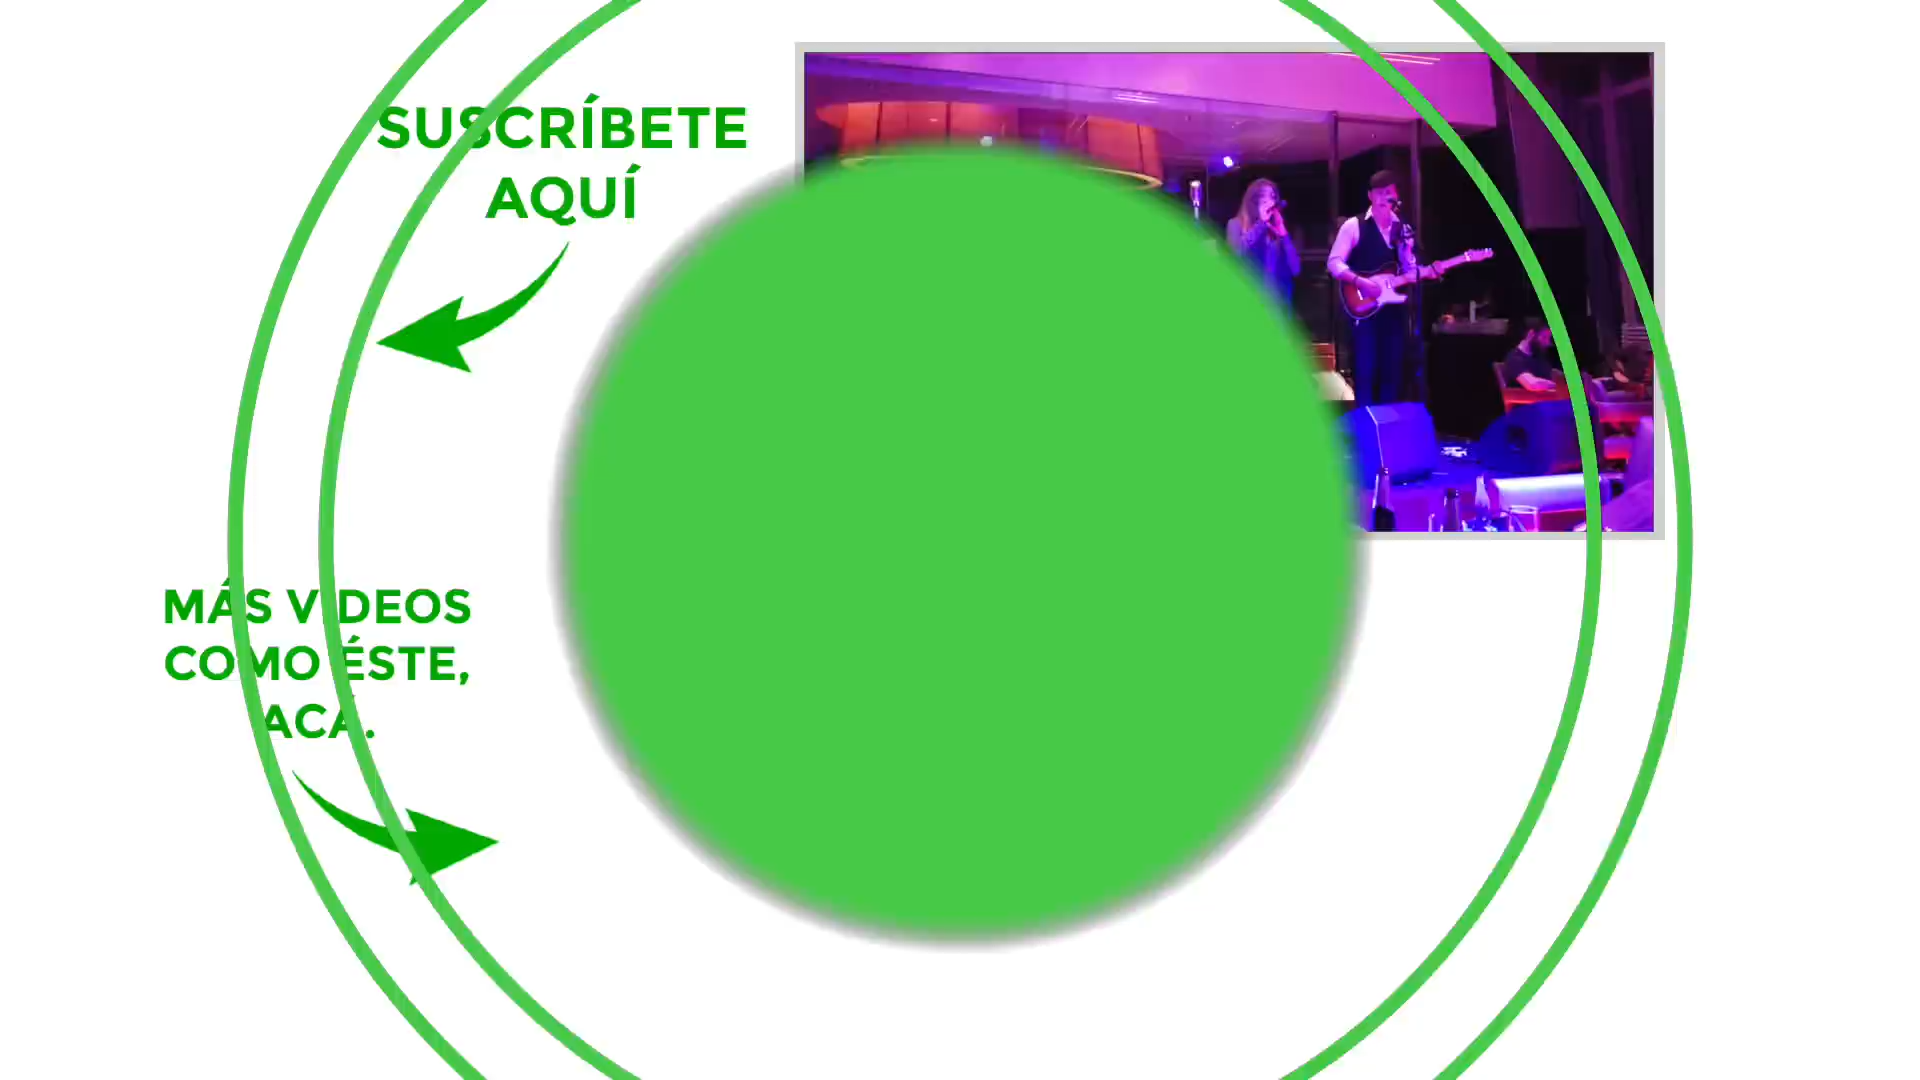 SUSCRÍBETE
AQUÍ
MÁS VIDEOS
COMO ÉSTE,
ACÁ.